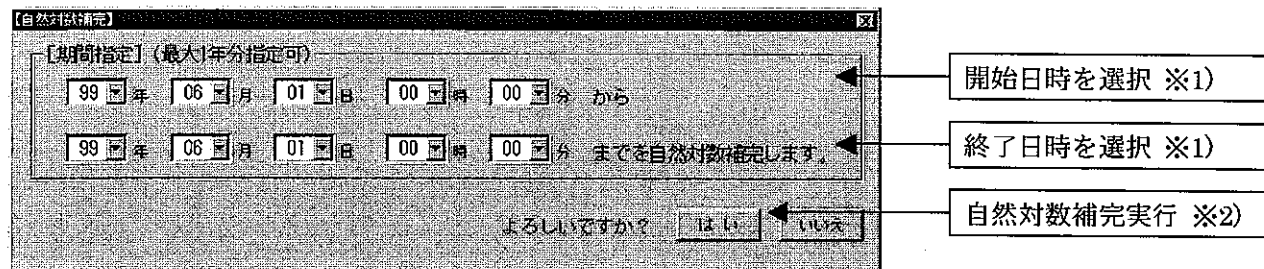 【自然対数補完】
[期間指定] (最大1年分指定可)
99 年 06 月 01 日 00 時 00 分 から
99 年 06 月 01 日 00 時 00 分 までを自然対数補完します。
よろしいですか? はい いいえ
開始日時を選択 ※1)
終了日時を選択 ※1)
自然対数補完実行 ※2)